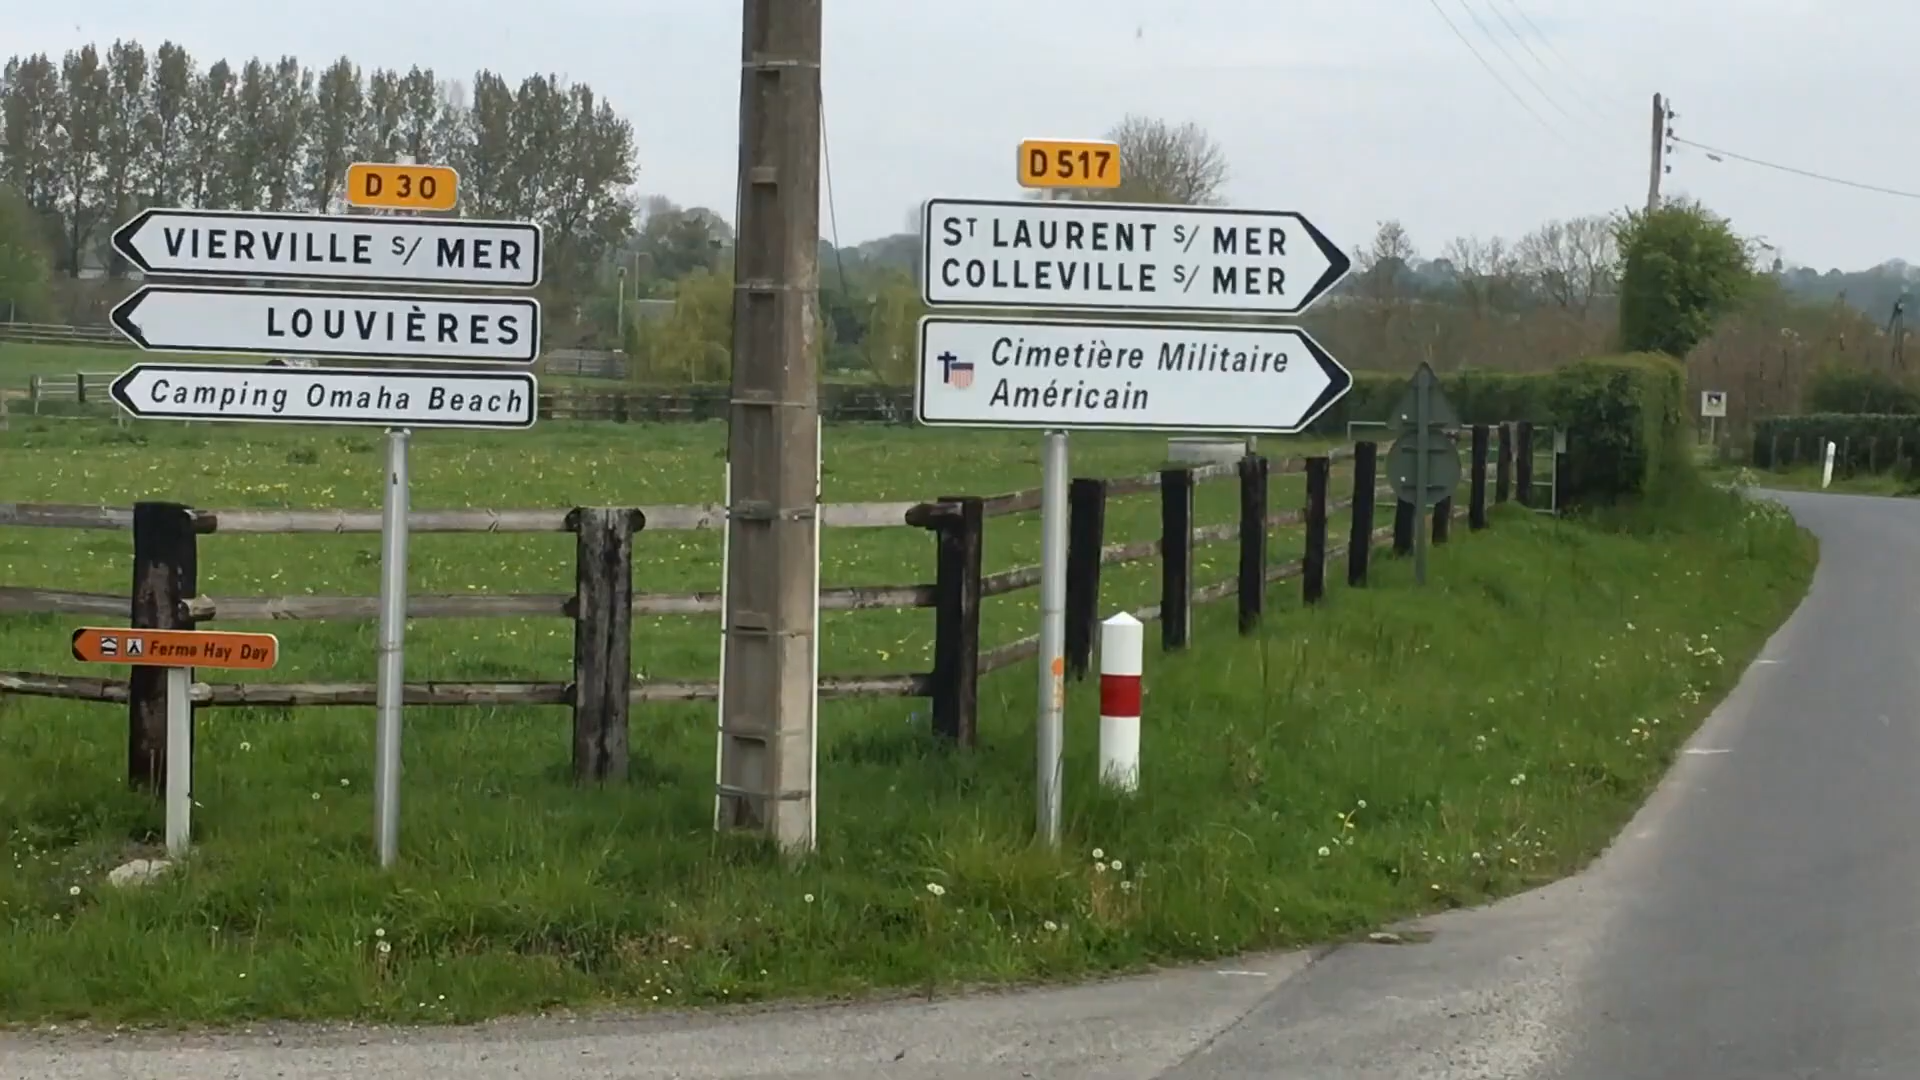 D 30
VIERVILLE S/ MER
LOUVIÈRES
Camping Omaha Beach
Ferme Hay Day
D 517
ST LAURENT S/ MER
COLLEVILLE S/ MER
Cimetière Militaire
Américain